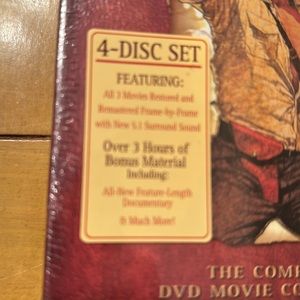 4-DISC SET
FEATURING:
All 3 Movies Restored and
Remastered Frame-by-Frame
with New 5.1 Surround Sound
Over 3 Hours of
Bonus Material
Including:
All-New Feature-Length
Documentary
& Much More!
THE COMP
DVD MOVIE CO